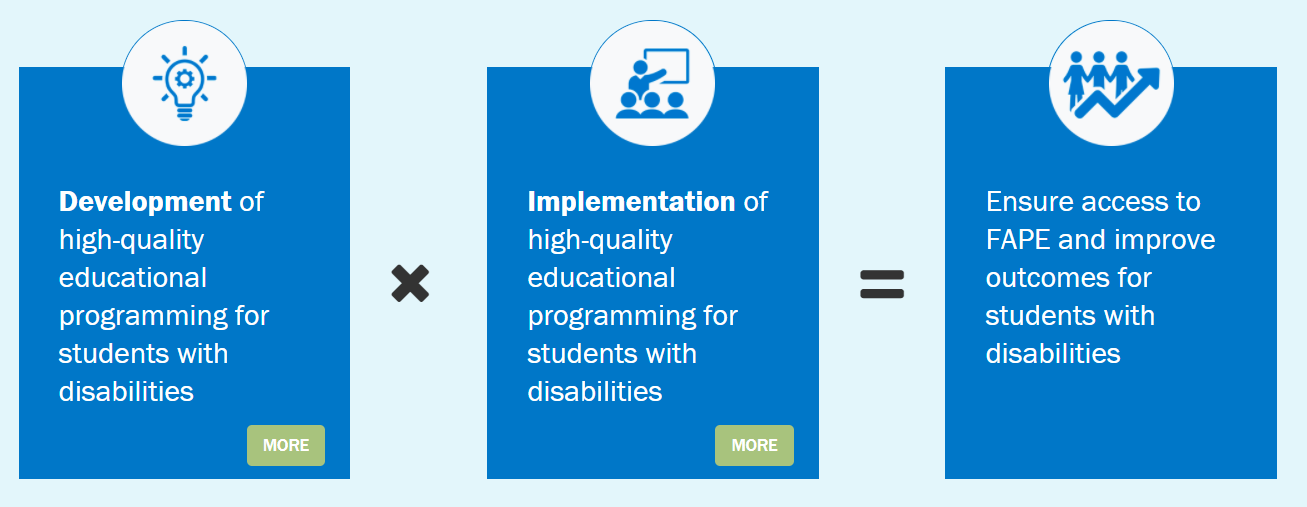 Development of
high-quality
educational
programming for
students with
disabilities
MORE
Implementation of
high-quality
educational
programming for
students with
disabilities
MORE
Ensure access to
FAPE and improve
outcomes for
students with
disabilities